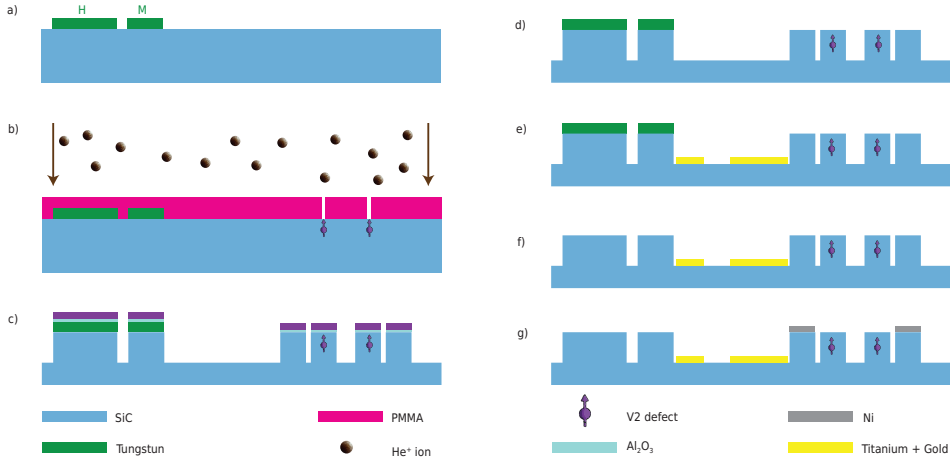 a)
H
M
b)
c)
d)
e)
f)
g)
SiC
PMMA
Tungstun
He⁺ ion
V2 defect
Ni
Al₂O₃
Titanium + Gold